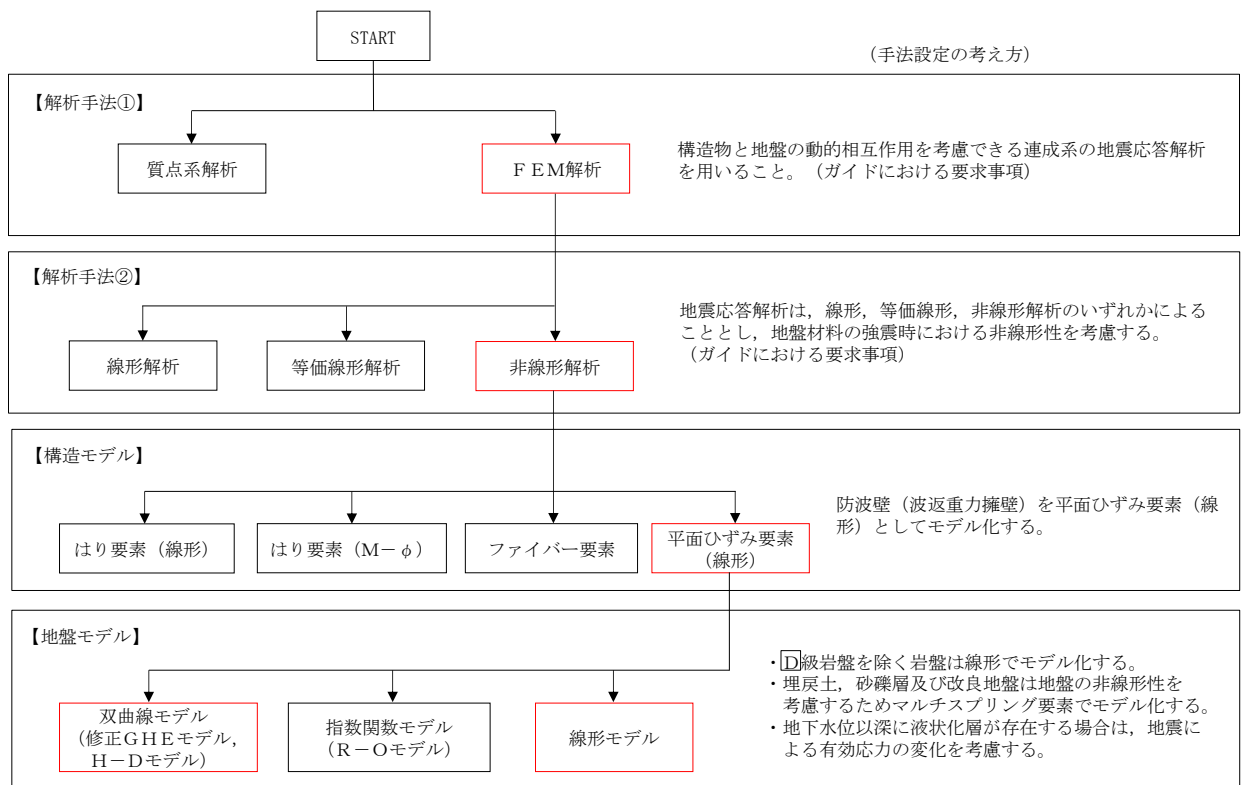 START
(手法設定の考え方)
【解析手法①】
質点系解析
ＦＥＭ解析
構造物と地盤の動的相互作用を考慮できる連成系の地震応答解析
を用いること。（ガイドにおける要求事項）
【解析手法②】
線形解析
等価線形解析
非線形解析
地震応答解析は，線形，等価線形，非線形解析のいずれかによる
こととし，地盤材料の強震時における非線形性を考慮する。
（ガイドにおける要求事項）
【構造モデル】
はり要素（線形）
はり要素（Ｍ－φ）
ファイバー要素
平面ひずみ要素
（線形）
防波壁（波返重力擁壁）を平面ひずみ要素（線
形）としてモデル化する。
【地盤モデル】
双曲線モデル
（修正ＧＨＥモデル，
Ｈ－Ｄモデル）
指数関数モデル
（Ｒ－Ｏモデル）
線形モデル
・Ｄ級岩盤を除く岩盤は線形でモデル化する。
・埋戻土，砂礫層及び改良地盤は地盤の非線形性を
考慮するためマルチスプリング要素でモデル化する。
・地下水位以深に液状化層が存在する場合は，地震に
よる有効応力の変化を考慮する。